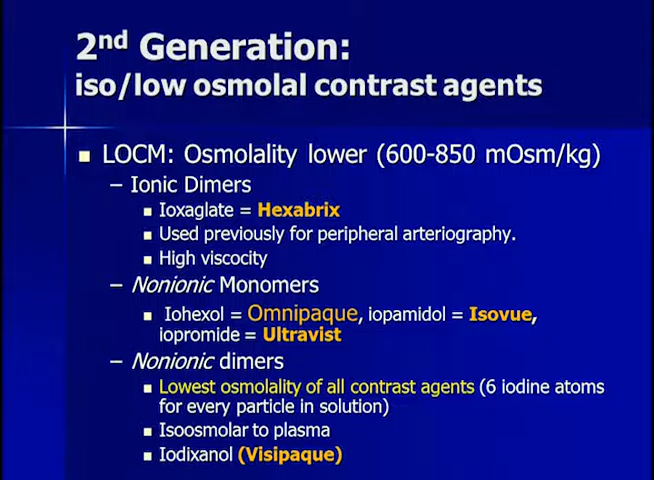 2nd Generation:
iso/low osmolal contrast agents
■ LOCM: Osmolality lower (600-850 mOsm/kg)
– Ionic Dimers
■ Ioxaglate = Hexabrix
■ Used previously for peripheral arteriography.
■ High viscocity
– Nonionic Monomers
■ Iohexol = Omnipaque, iopamidol = Isovue,
iopromide = Ultravist
– Nonionic dimers
■ Lowest osmolality of all contrast agents (6 iodine atoms
for every particle in solution)
■ Isoosmolar to plasma
■ Iodixanol (Visipaque)